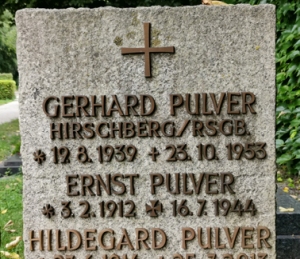 GERHARD PULVER
HIRSCHBERG/RSGB.
* 12. 8. 1939 + 23. 10. 1953
ERNST PULVER
* 3. 2. 1912 ✠ 16. 7. 1944
HILDEGARD PULVER